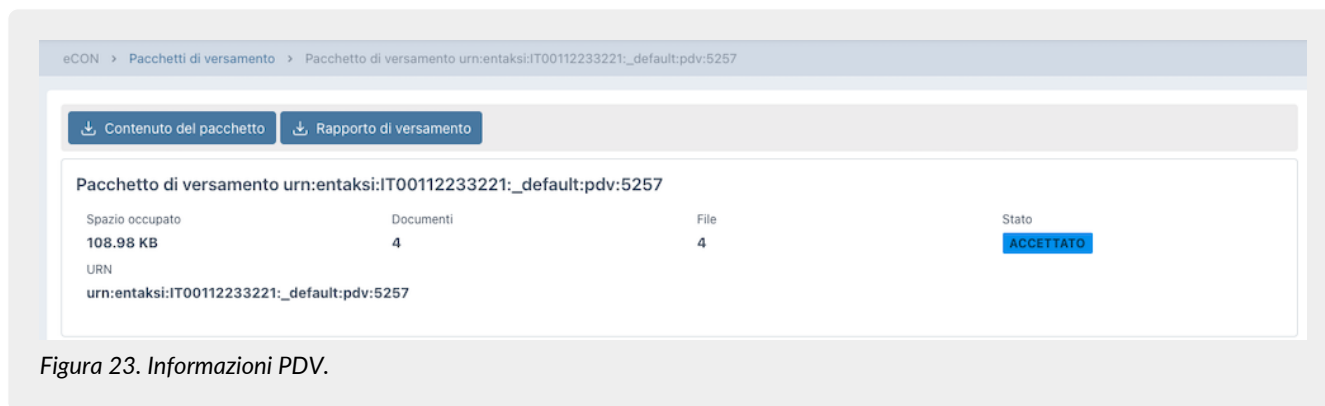 eCON > Pacchetti di versamento > Pacchetto di versamento urn:entaksi:IT00112233221:_default:pdv:5257
Contenuto del pacchetto Rapporto di versamento
Pacchetto di versamento urn:entaksi:IT00112233221:_default:pdv:5257
Spazio occupato Documenti File Stato
108.98 KB 4 4 ACCETTATO
URN
urn:entaksi:IT00112233221:_default:pdv:5257
Figura 23. Informazioni PDV.